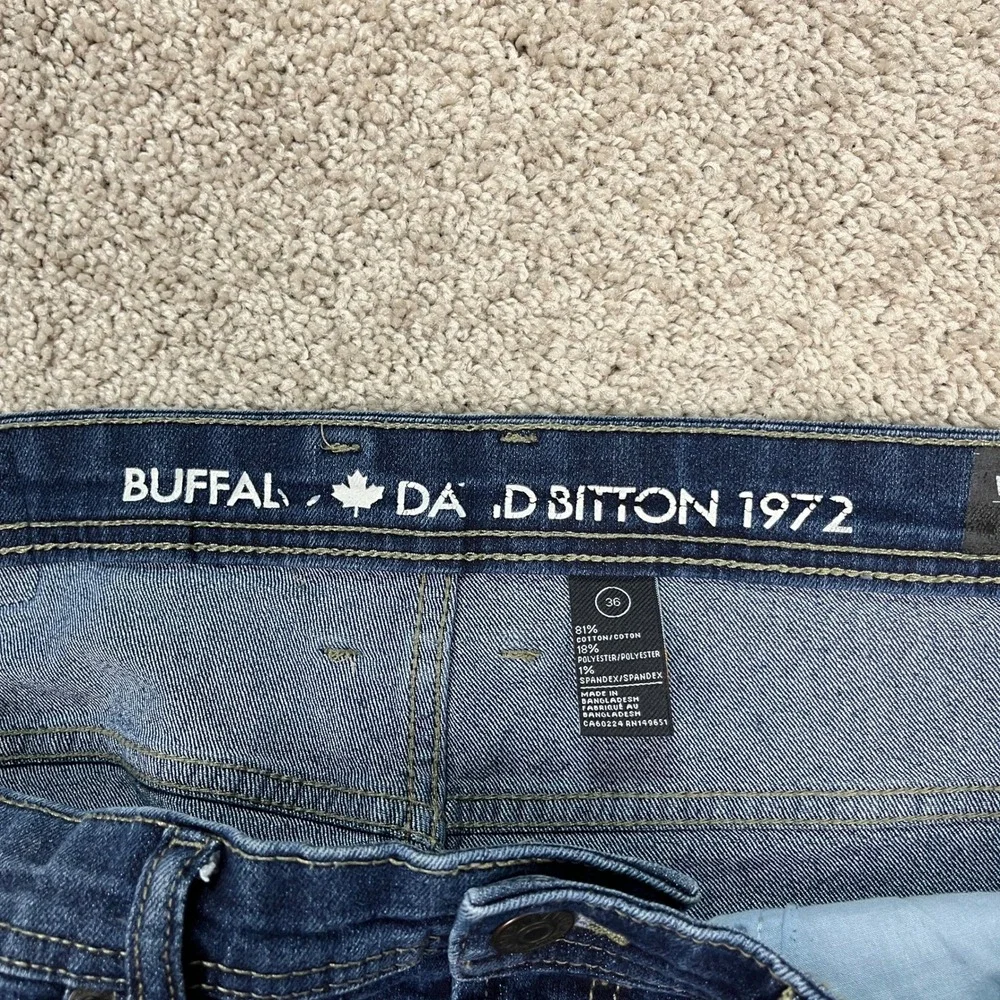 BUFFAL DA D BITTON 1972
36
81%
COTTON/COTON
18%
POLYESTER/POLYESTER
1%
SPANDEX/SPANDEX
MADE IN
BANGLADESH
FABRIQUÉ AU
BANGLADESH
CA60224 RN149651